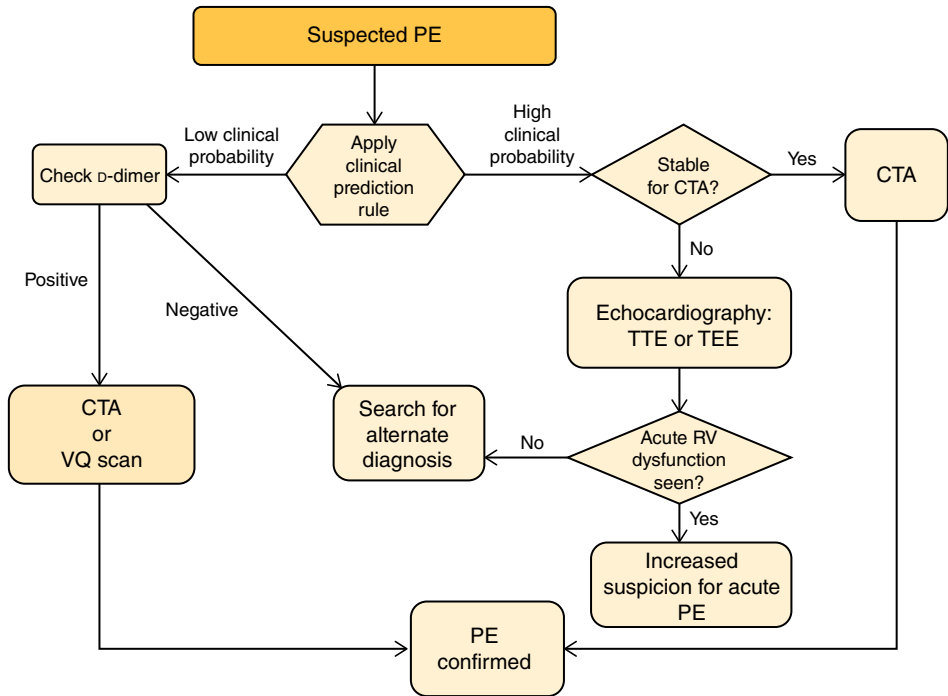 Suspected PE
Low clinical
probability
Apply
clinical
prediction
rule
High
clinical
probability
Stable
for CTA?
Yes
CTA
Check D-dimer
No
Positive
Negative
Echocardiography:
TTE or TEE
CTA
or
VQ scan
Search for
alternate
diagnosis
No
Acute RV
dysfunction
seen?
Yes
Increased
suspicion for acute
PE
PE
confirmed